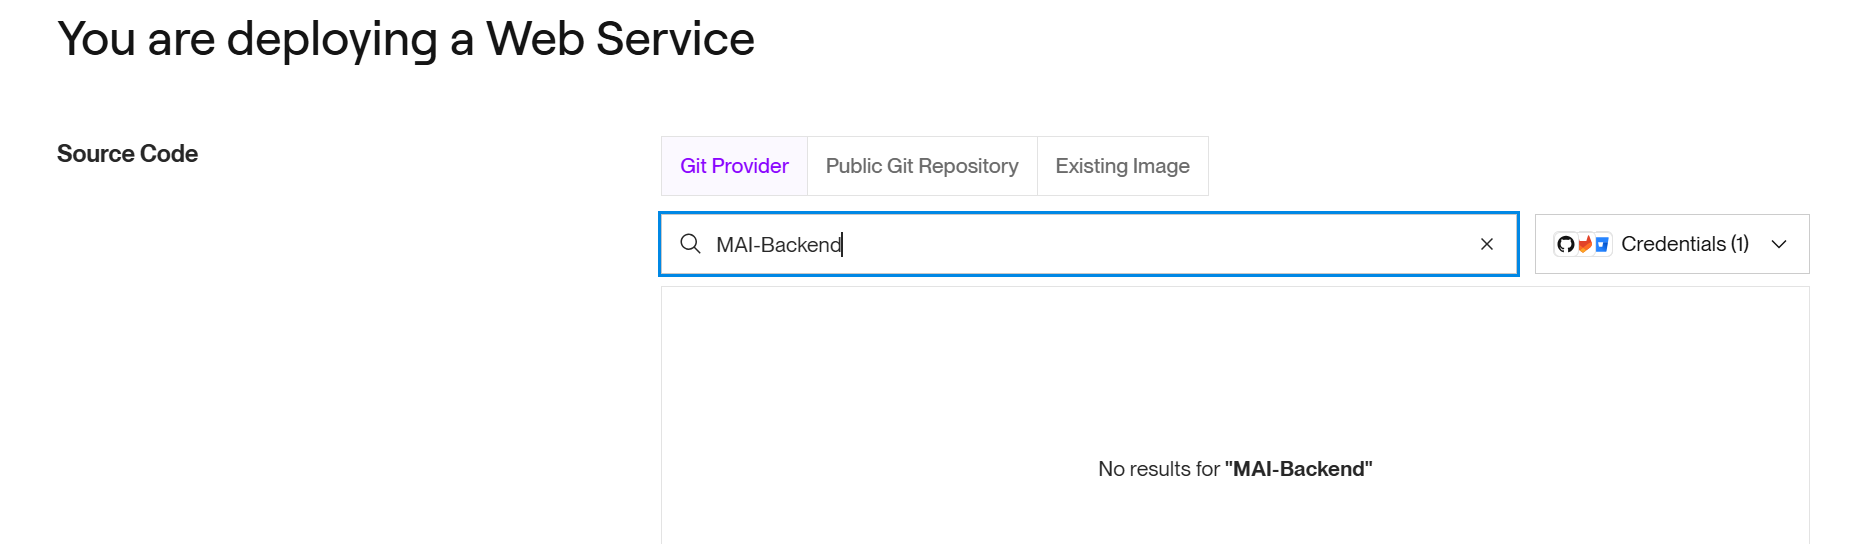 You are deploying a Web Service
Source Code
Git Provider
Public Git Repository
Existing Image
MAI-Backend
Credentials (1)
No results for "MAI-Backend"